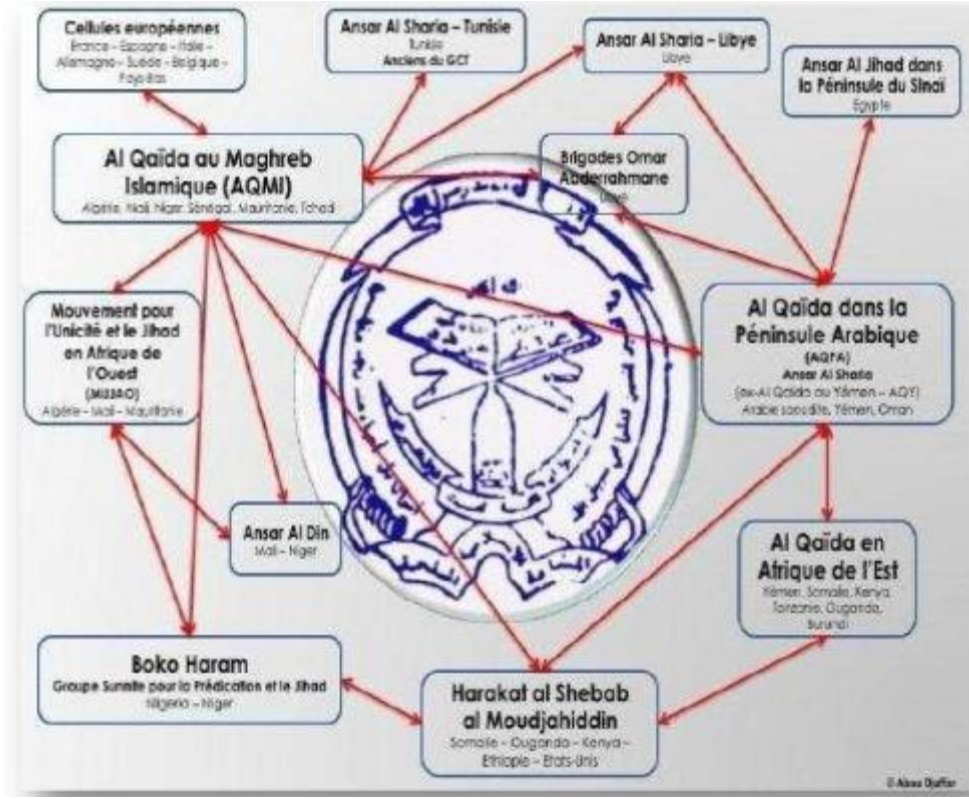 Cellules européennes
France – Espagne – Italie –
Allemagne – Suède – Belgique –
Pays-Bas
Ansar Al Sharia – Tunisie
Tunisie
Anciens du GCT
Ansar Al Sharia – Libye
Libye
Ansar Al Jihad dans
la Péninsule du Sinaï
Egypte
Al Qaïda au Maghreb
Islamique (AQMI)
Algérie, Mali, Niger, Sénégal, Mauritanie, Tchad
Brigades Omar
Abderrahmane
Libye
Mouvement pour
l'Unicité et le Jihad
en Afrique de
l'Ouest
(MUJAO)
Algérie – Mali – Mauritanie
Al Qaïda dans la
Péninsule Arabique
(AQPA)
Ansar Al Sharia
(ex-Al Qaïda au Yémen – AQY)
Arabie saoudite, Yémen, Oman
Ansar Al Din
Mali – Niger
Al Qaïda en
Afrique de l'Est
Yémen, Somalie, Kenya,
Tanzanie, Ouganda,
Burundi
Boko Haram
Groupe Sunnite pour la Prédication et le Jihad
Nigeria – Niger
Harakat al Shebab
al Moudjahiddin
Somalie – Ouganda – Kenya –
Ethiopie – Etats-Unis
© Abou Djaffar